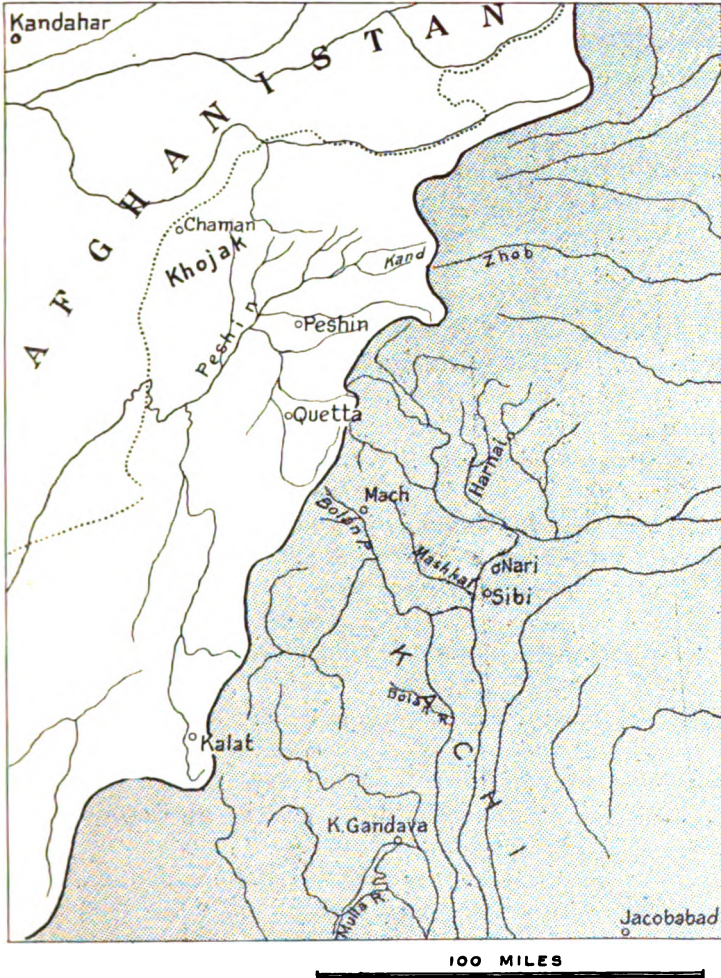 Kandahar
AFGHANISTAN
Chaman
Khojak
Kand
Zhob
Peshin
Peshin
Quetta
Harnai
Mach
Bolan P.
Mashkaf
Nari
Sibi
KACHI
Bolan R.
Kalat
K. Gandava
Mulla R.
Jacobabad
100 MILES